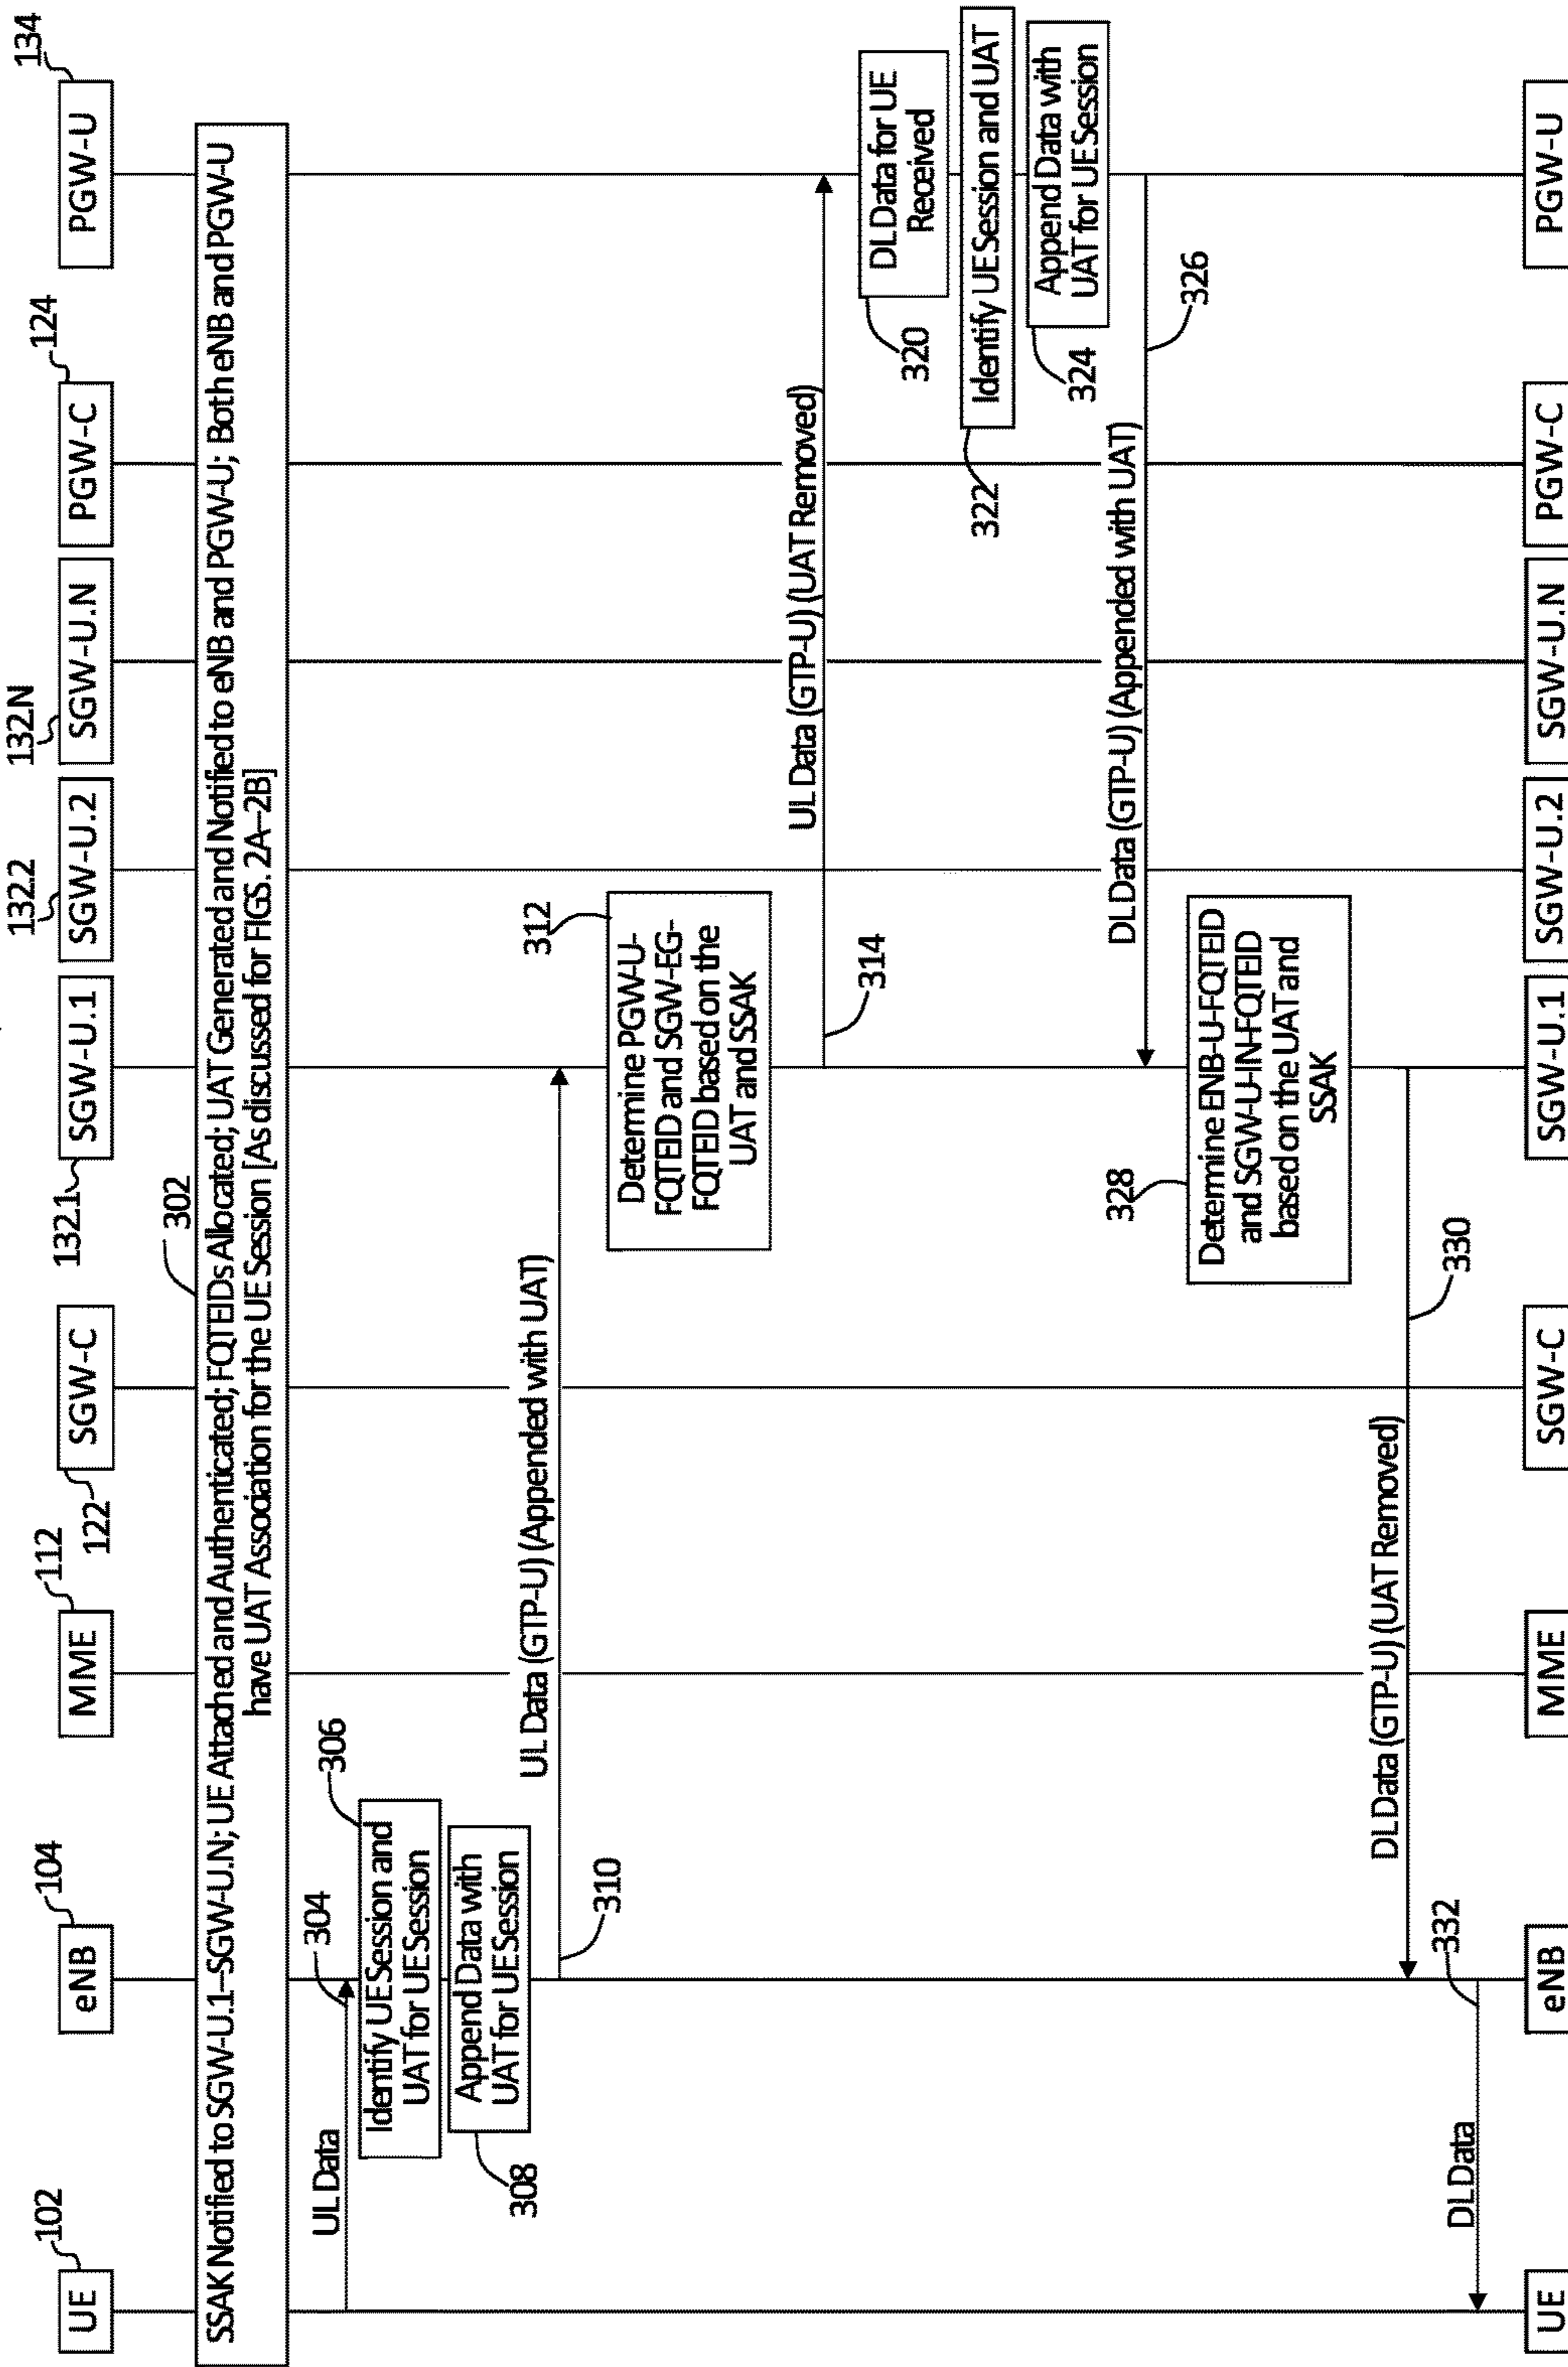 102
104
112
122
132.1
132.2
132.N
124
134
UE
eNB
MME
SGW-C
SGW-U.1
SGW-U.2
SGW-U.N
PGW-C
PGW-U
302
SSAK Notified to SGW-U.1–SGW-U.N; UE Attached and Authenticated; FQTEIDs Allocated; UAT Generated and Notified to eNB and PGW-U; Both eNB and PGW-U
have UAT Association for the UE Session [As discussed for FIGS. 2A–2B]
UL Data
304
306
Identify UE Session and
UAT for UE Session
308
Append Data with
UAT for UE Session
UL Data (GTP-U) (Appended with UAT)
310
312
Determine PGW-U-
FQTEID and SGW-EG-
FQTEID based on the
UAT and SSAK
UL Data (GTP-U) (UAT Removed)
314
320
DL Data for UE
Received
322
Identify UE Session and UAT
324
Append Data with
UAT for UE Session
DL Data (GTP-U) (Appended with UAT)
326
328
Determine ENB-U-FQTEID
and SGW-U-IN-FQTEID
based on the UAT and
SSAK
DL Data (GTP-U) (UAT Removed)
330
DL Data
332
UE
eNB
MME
SGW-C
SGW-U.1
SGW-U.2
SGW-U.N
PGW-C
PGW-U